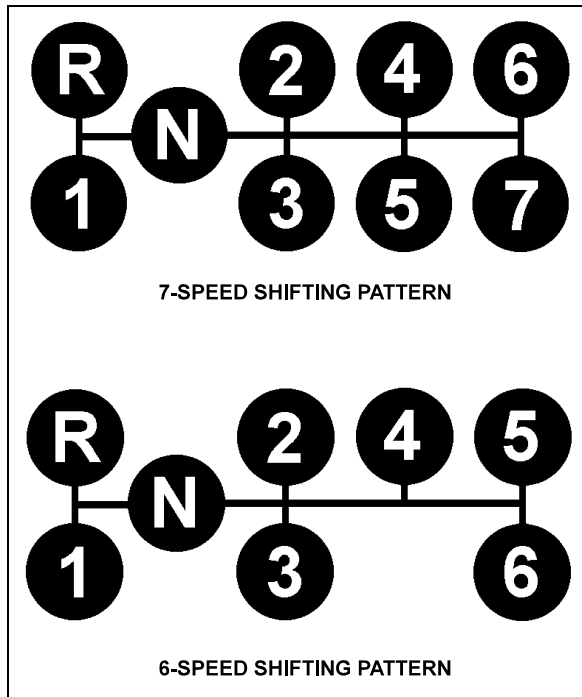 R 2 4 6
N
1 3 5 7
7-SPEED SHIFTING PATTERN
R 2 4 5
N
1 3 6
6-SPEED SHIFTING PATTERN